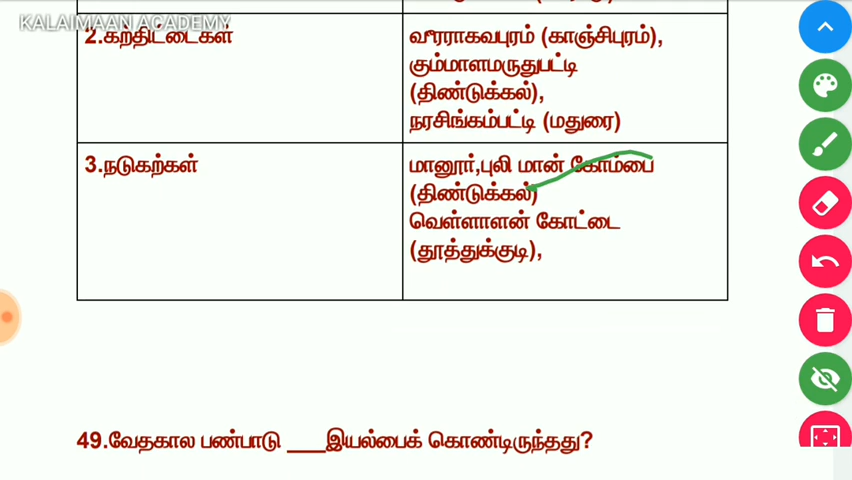 KALAIMAAN ACADEMY
2.கற்திட்டைகள்
வீரராகவபுரம் (காஞ்சிபுரம்),
கும்மாளமருதுபட்டி
(திண்டுக்கல்),
நரசிங்கம்பட்டி (மதுரை)
3.நடுகற்கள்
மானூர்,புலி மான் கோம்பை
(திண்டுக்கல்)
வெள்ளாளன் கோட்டை
(தூத்துக்குடி),
49.வேதகால பண்பாடு ___இயல்பைக் கொண்டிருந்தது?